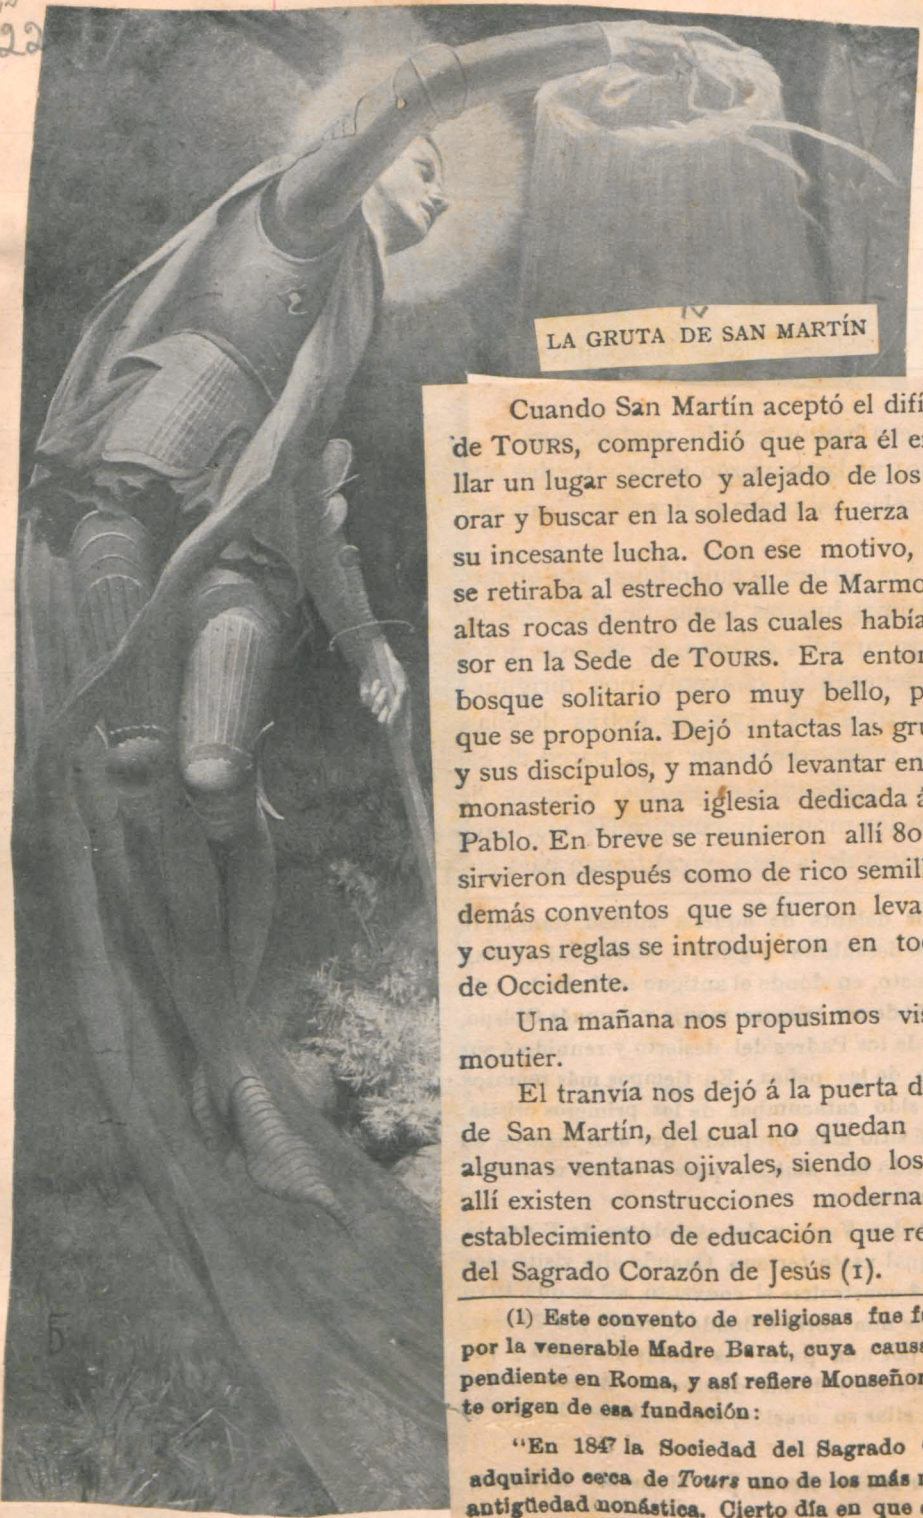 22
LA GRUTA DE SAN MARTÍN
Cuando San Martín aceptó el difí
de TOURS, comprendió que para él e
llar un lugar secreto y alejado de los
orar y buscar en la soledad la fuerza
su incesante lucha. Con ese motivo,
se retiraba al estrecho valle de Marmo
altas rocas dentro de las cuales había
sor en la Sede de TOURS. Era enton
bosque solitario pero muy bello, p
que se proponía. Dejó intactas las gru
y sus discípulos, y mandó levantar en
monasterio y una iglesia dedicada á
Pablo. En breve se reunieron allí 80
sirvieron después como de rico semill
demás conventos que se fueron leva
y cuyas reglas se introdujeron en to
de Occidente.
Una mañana nos propusimos vis
moutier.
El tranvía nos dejó á la puerta d
de San Martín, del cual no quedan
algunas ventanas ojivales, siendo los
allí existen construcciones moderna
establecimiento de educación que re
del Sagrado Corazón de Jesús (1).
(1) Este convento de religiosas fue f
por la venerable Madre Barat, cuya causa
pendiente en Roma, y así refiere Monseñor
te origen de esa fundación:
"En 1847 la Sociedad del Sagrado
adquirido cerca de Tours uno de los más
antigüedad monástica. Cierto día en que